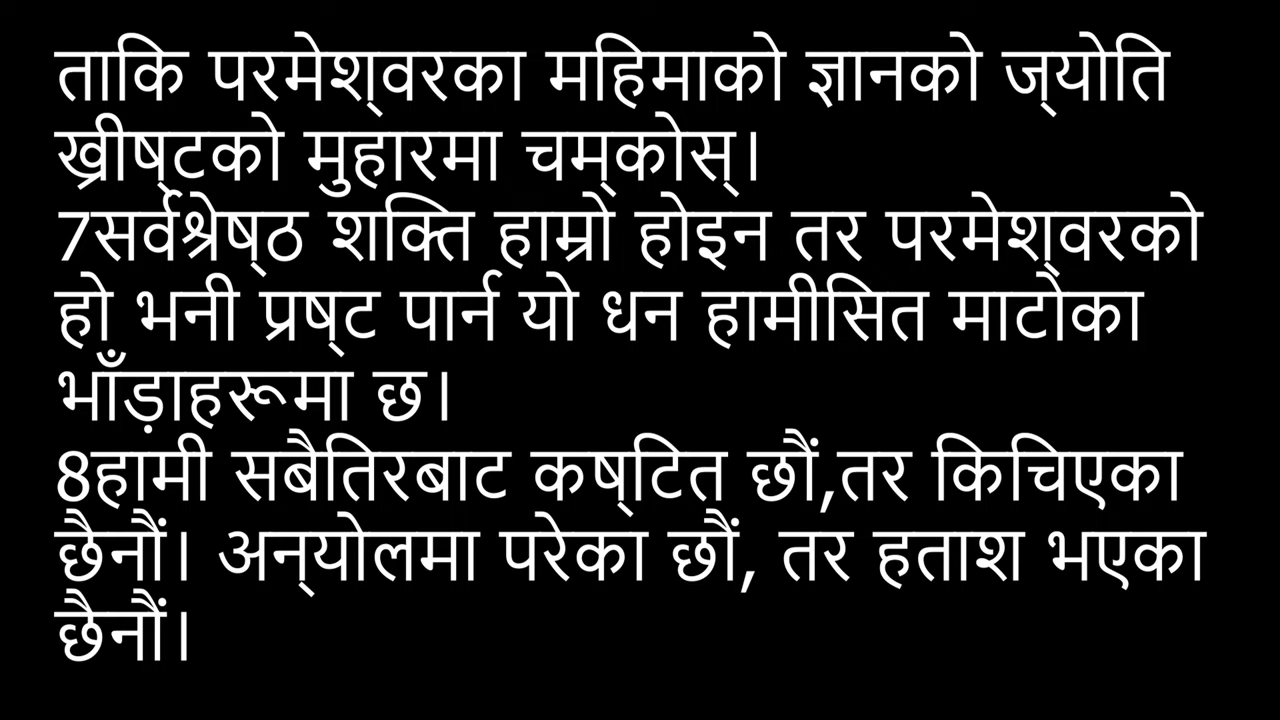 ताकि परमेश्‌वरका महिमाको ज्ञानको ज्‌योति
ख्रीष्‌टको मुहारमा चम्‌कोस्।
7सर्वश्रेष्‌ठ शक्ति हाम्रो होइन तर परमेश्‌वरको
हो भनी प्रष्‌ट पार्न यो धन हामीसित माटोका
भाँड़ाहरूमा छ।
8हामी सबैतिरबाट कष्‌टित छौं,तर किचिएका
छैनौं। अन्‌योलमा परेका छौं, तर हताश भएका
छैनौं।